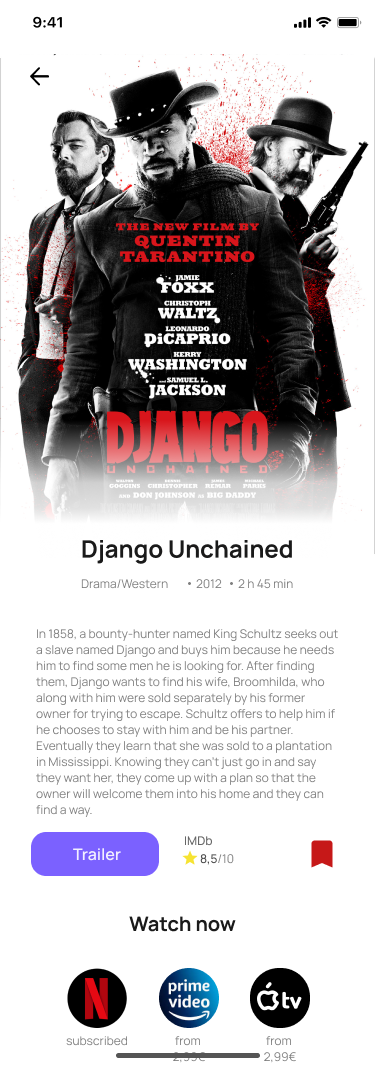 9:41
THE NEW FILM BY
QUENTIN
TARANTINO
JAMIE
FOXX
CHRISTOPH
WALTZ
LEONARDO
DiCAPRIO
KERRY
WASHINGTON
AND SAMUEL L.
JACKSON
DJANGO
UNCHAINED
WALTON GOGGINS DENNIS CHRISTOPHER JAMES REMAR MICHAEL PARKS
AND DON JOHNSON AS BIG DADDY
Django Unchained
Drama/Western • 2012 • 2 h 45 min
In 1858, a bounty-hunter named King Schultz seeks out
a slave named Django and buys him because he needs
him to find some men he is looking for. After finding
them, Django wants to find his wife, Broomhilda, who
along with him were sold separately by his former
owner for trying to escape. Schultz offers to help him if
he chooses to stay with him and be his partner.
Eventually they learn that she was sold to a plantation
in Mississippi. Knowing they can't just go in and say
they want her, they come up with a plan so that the
owner will welcome them into his home and they can
find a way.
Trailer
IMDb
8,5/10
Watch now
N
prime
video
tv
subscribed
from
2,99€
from
2,99€